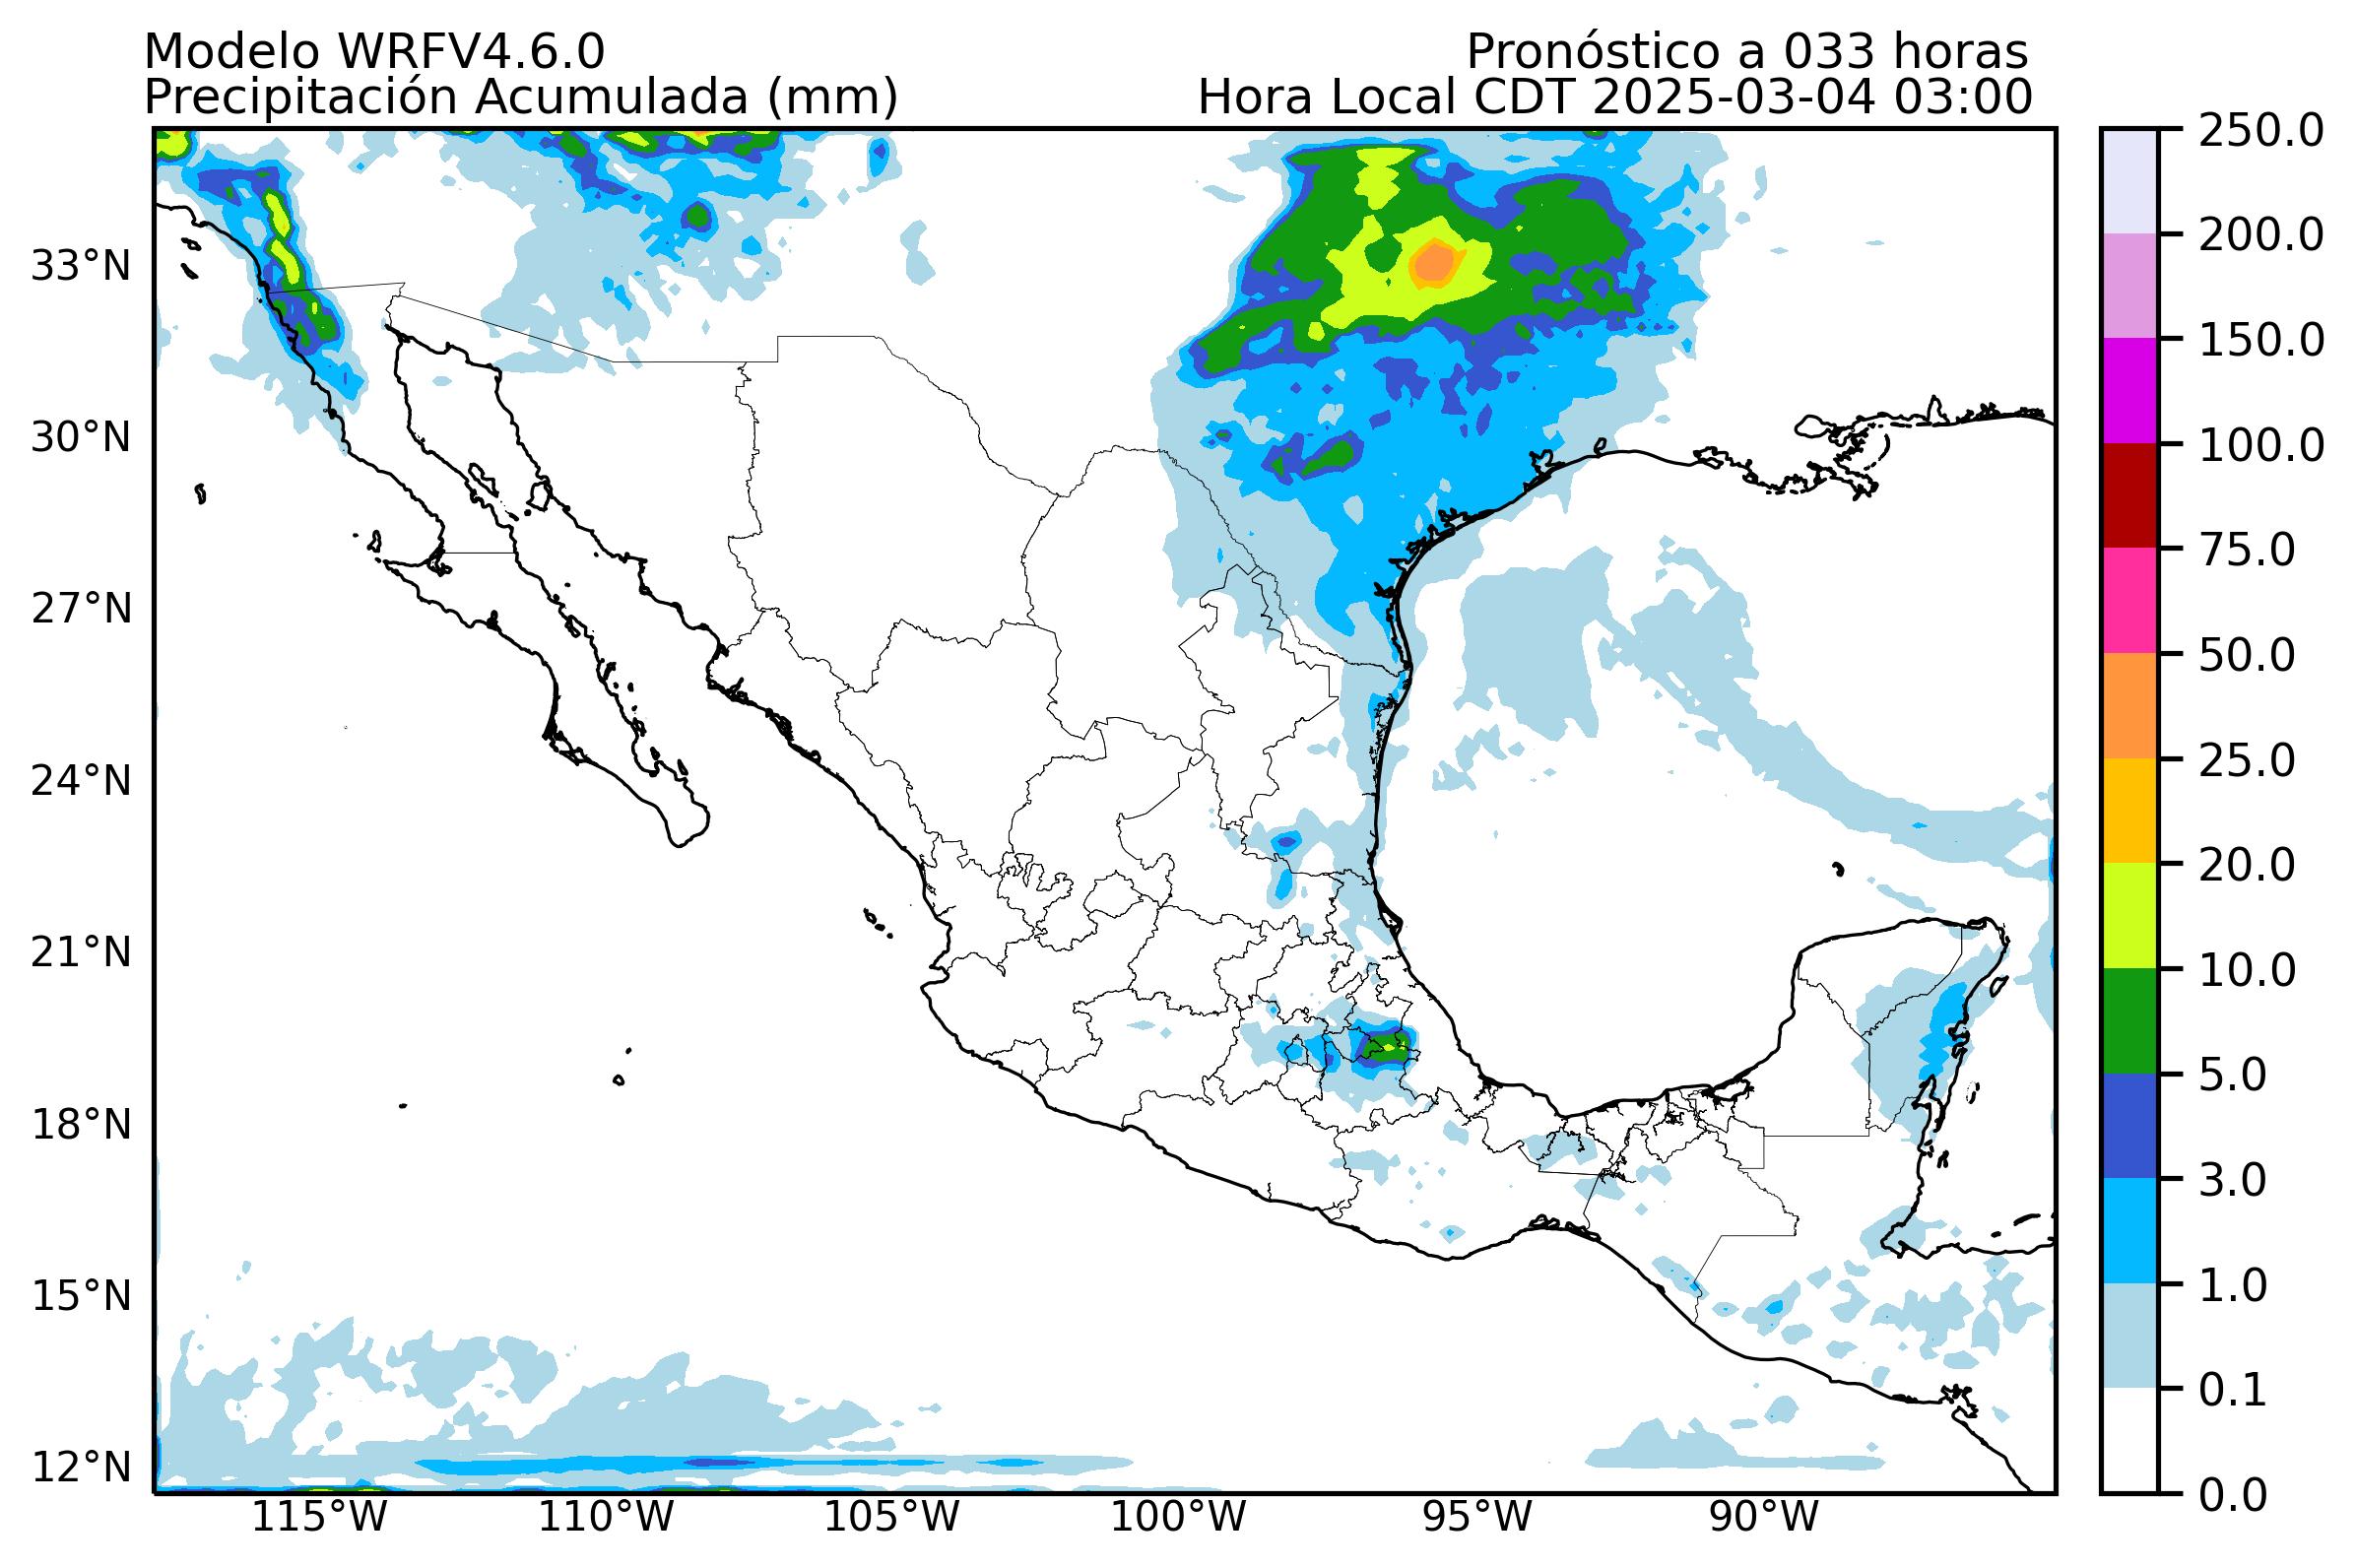 Modelo WRFV4.6.0
Pronóstico a 033 horas
Precipitación Acumulada (mm)
Hora Local CDT 2025-03-04 03:00
33°N
30°N
27°N
24°N
21°N
18°N
15°N
12°N
115°W
110°W
105°W
100°W
95°W
90°W
250.0
200.0
150.0
100.0
75.0
50.0
25.0
20.0
10.0
5.0
3.0
1.0
0.1
0.0